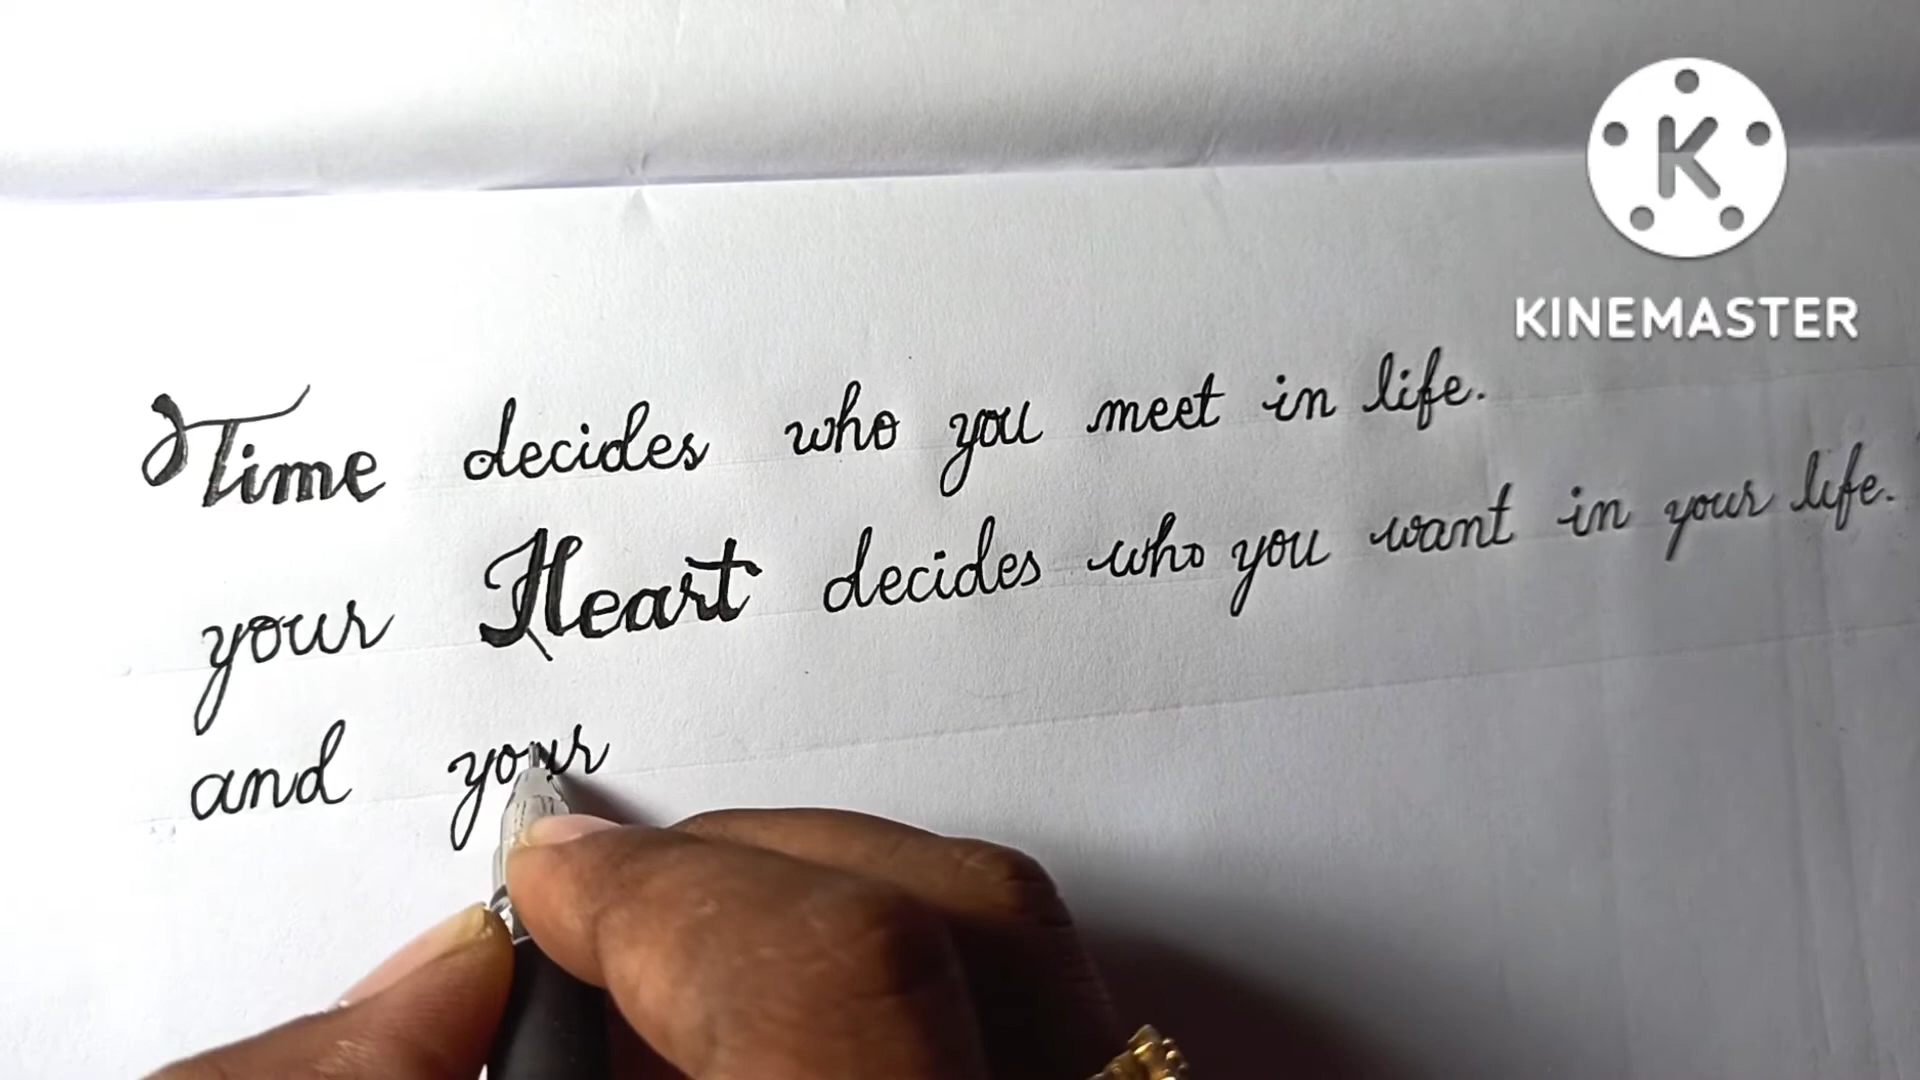 K
KINEMASTER
Time decides who you meet in life.
your Heart decides who you want in your life.
and your